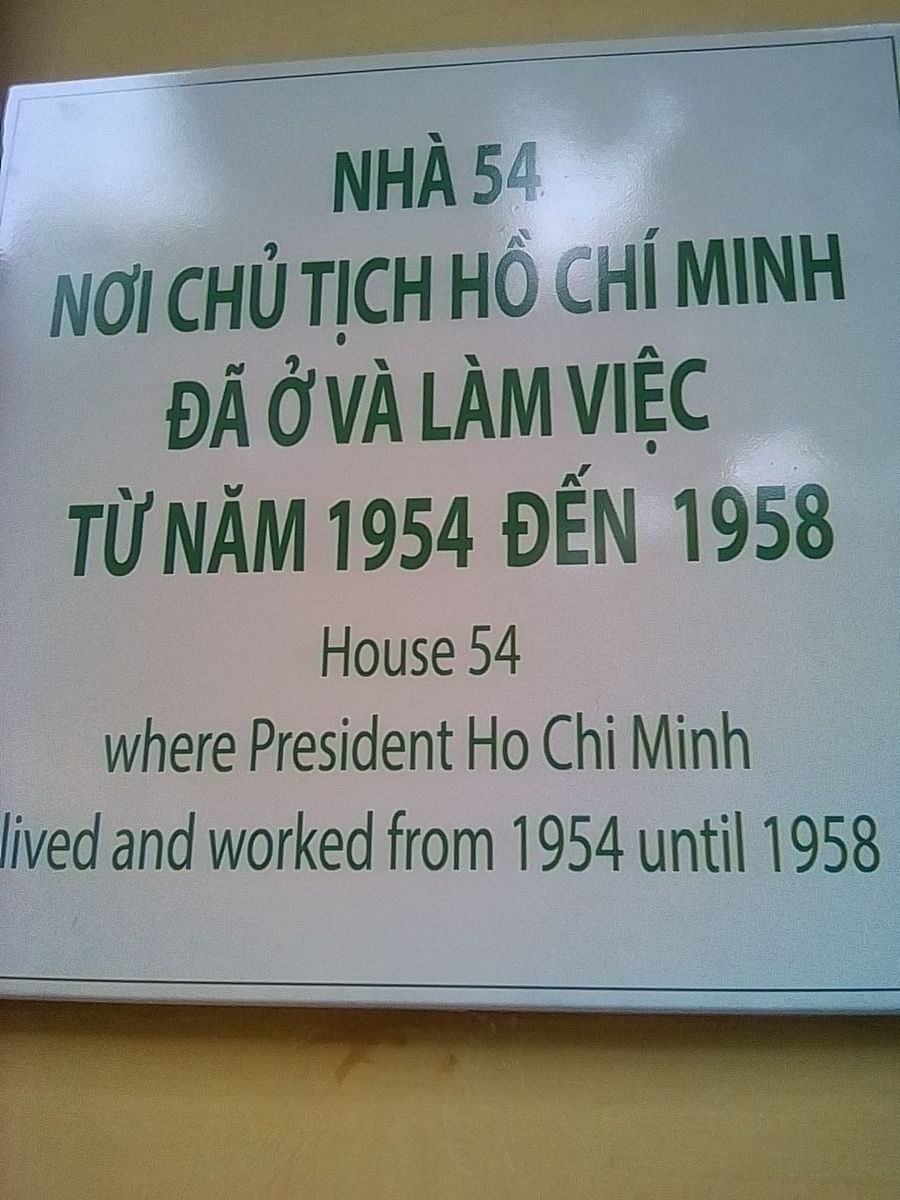 NHÀ 54
NƠI CHỦ TỊCH HỒ CHÍ MINH
ĐÃ Ở VÀ LÀM VIỆC
TỪ NĂM 1954 ĐẾN 1958
House 54
where President Ho Chi Minh
lived and worked from 1954 until 1958